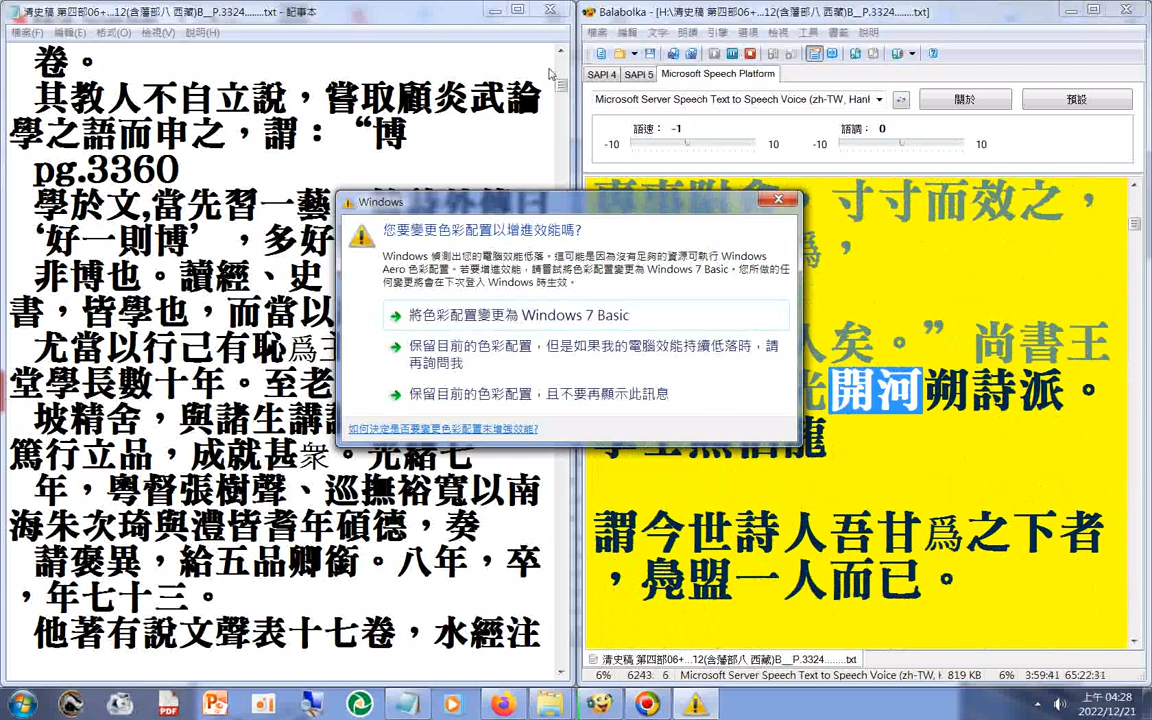 清史稿 第四部06+...12(含藩部八 西藏)B__P.3324........txt - 記事本
檔案(F) 編輯(E) 格式(O) 檢視(V) 說明(H)
卷。
其教人不自立說，嘗取顧炎武論
學之語而申之，謂：“博
pg.3360
學於文,當先習一藝
‘好一則博’，多好
非博也。讀經、史
書，皆學也，而當以
尤當以行己有恥爲
堂學長數十年。至老
坡精舍，與諸生講
篤行立品，成就甚衆。光緒七
年，粵督張樹聲、巡撫裕寬以南
海朱次琦與澧皆耆年碩德，奏
請褒異，給五品卿銜。八年，卒
，年七十三。
他著有說文聲表十七卷，水經注
Balabolka - [H:\清史稿 第四部06+...12(含藩部八 西藏)B__P.3324........txt]
檔案 編輯 文字 朗讀 引擎 選項 檢視 工具 書籤 說明
SAPI 4 SAPI 5 Microsoft Speech Platform
Microsoft Server Speech Text to Speech Voice (zh-TW, Hanl
關於 預設
語速： -1 語調： 0
-10 10 -10 10
寸寸而效之，
爲，
人矣。”尚書王
光開河朔詩派。
謂今世詩人吾甘爲之下者
，鳧盟一人而已。
清史稿 第四部06+...12(含藩部八 西藏)B__P.3324........txt
6% 6243: 6 Microsoft Server Speech Text to Speech Voice (zh-TW, H 819 KB 6% 3:59:41 65:22:31
Windows
您要變更色彩配置以增進效能嗎?
Windows 偵測出您的電腦效能低落。這可能是因為沒有足夠的資源可執行 Windows
Aero 色彩配置。若要增進效能，請嘗試將色彩配置變更為 Windows 7 Basic。您所做的任
何變更將會在下次登入 Windows 時生效。
將色彩配置變更為 Windows 7 Basic
保留目前的色彩配置，但是如果我的電腦效能持續低落時，請
再詢問我
保留目前的色彩配置，且不要再顯示此訊息
如何決定是否要變更色彩配置來增強效能?
PDF
上午 04:28
2022/12/21